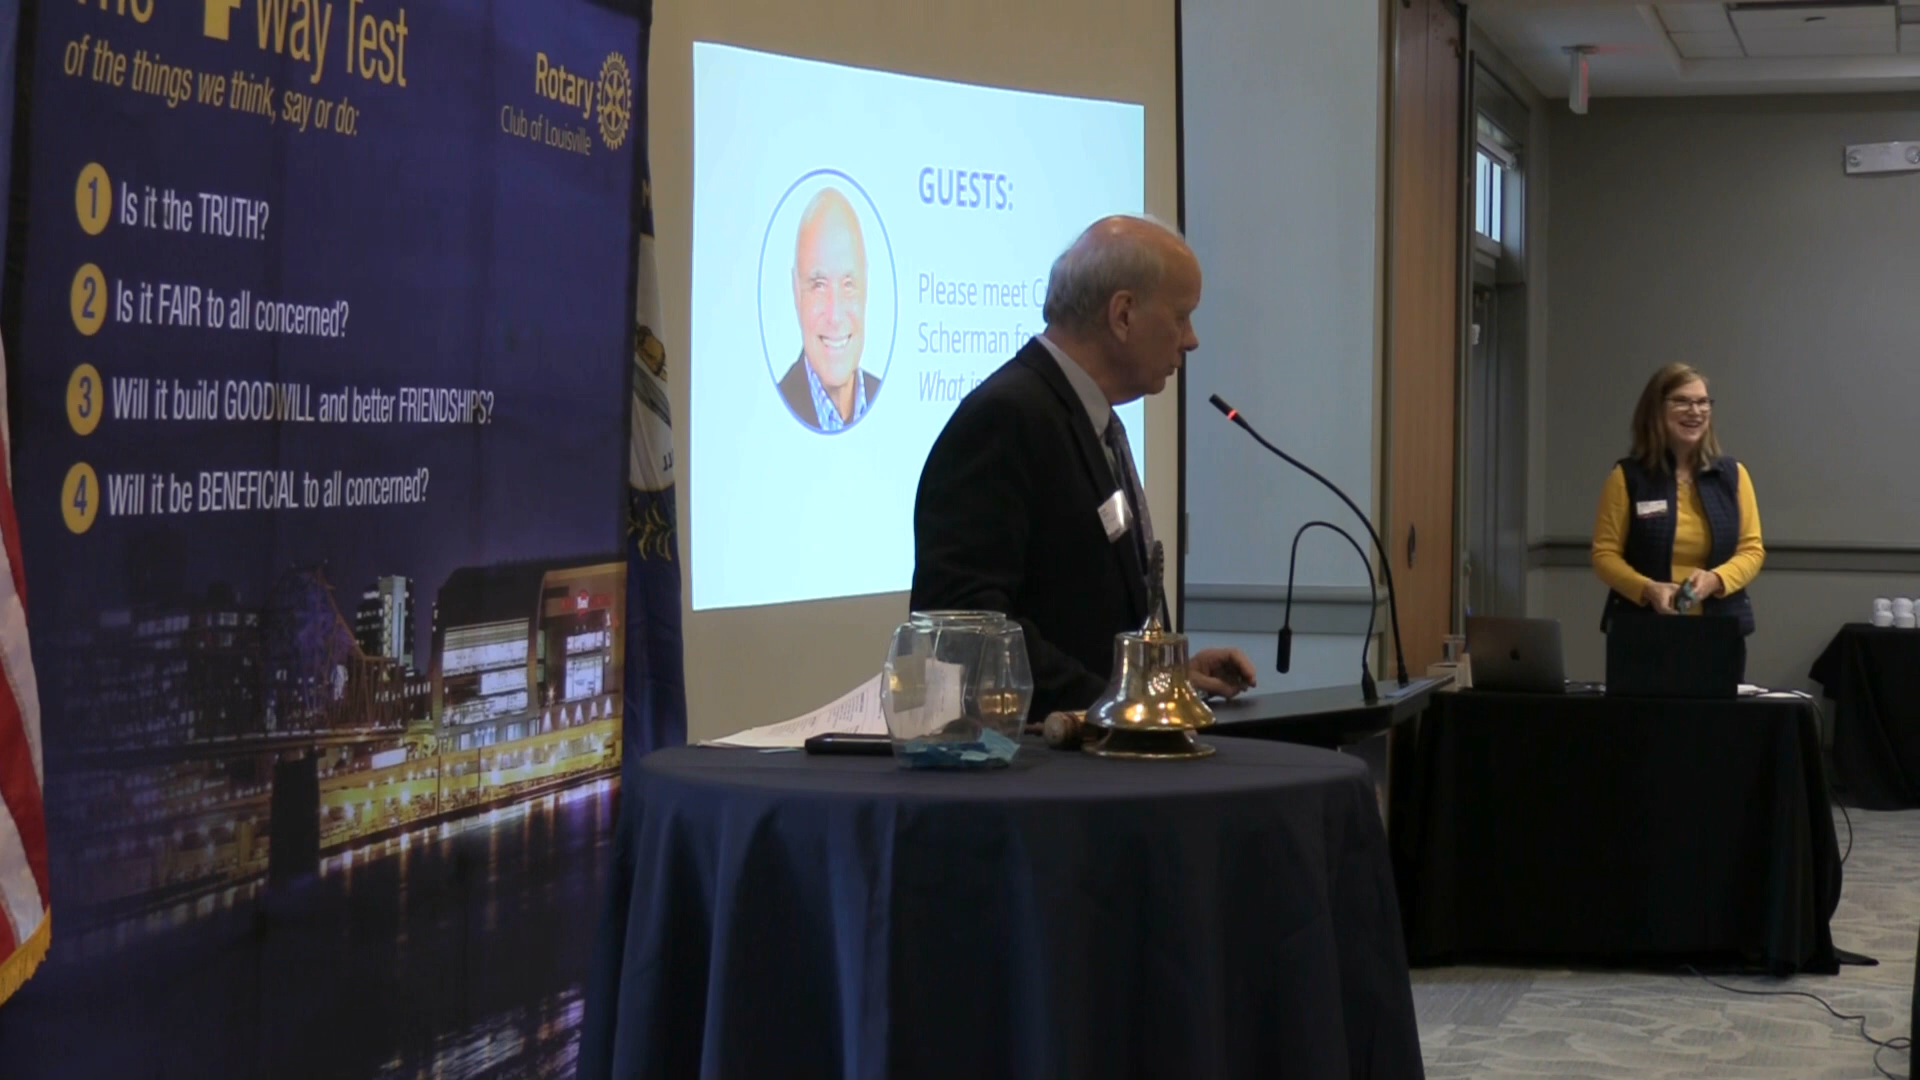 4 Way Test
of the things we think, say or do:
Rotary
Club of Louisville
1 Is it the TRUTH?
2 Is it FAIR to all concerned?
3 Will it build GOODWILL and better FRIENDSHIPS?
4 Will it be BENEFICIAL to all concerned?
GUESTS:
Please meet
Scherman
What